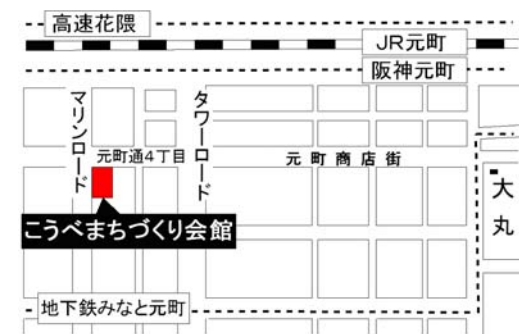 高速花隈
JR元町
阪神元町
マリンロード
タワーロード
元町通4丁目
元町商店街
大丸
こうべまちづくり会館
地下鉄みなと元町